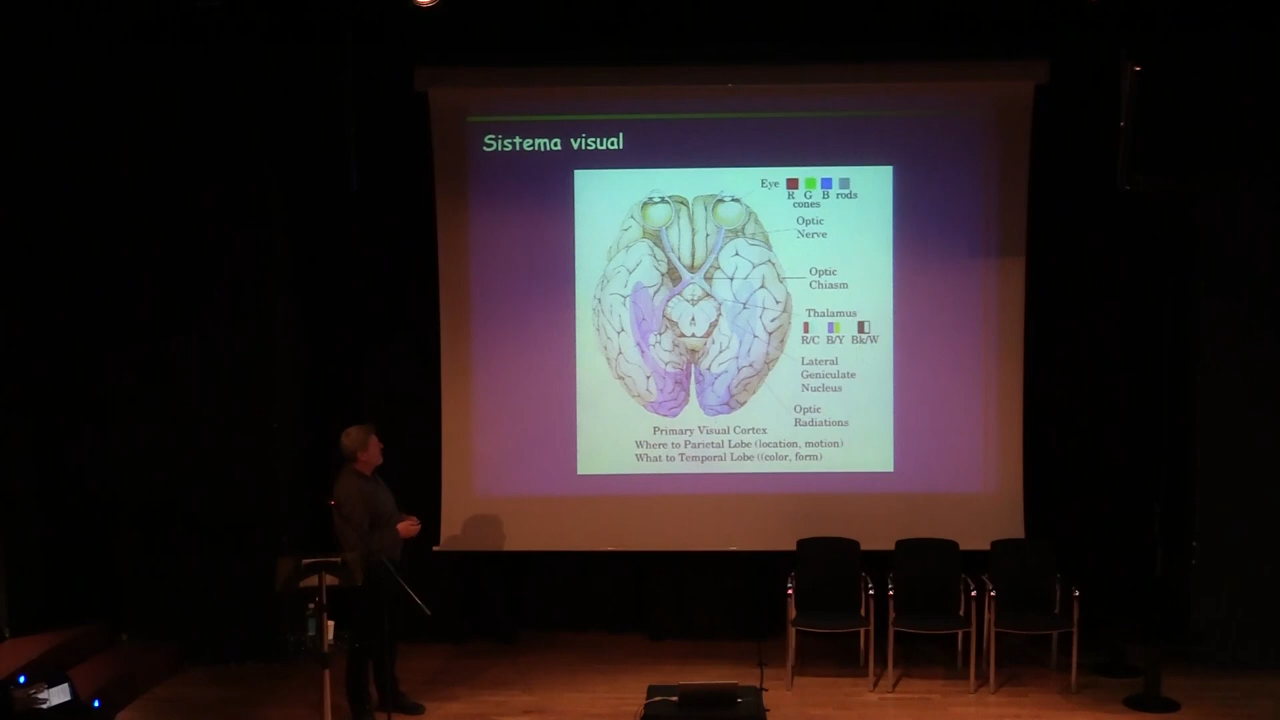 Sistema visual
Eye
R G B rods
cones
Optic
Nerve
Optic
Chiasm
Thalamus
R/C B/Y Bk/W
Lateral
Geniculate
Nucleus
Optic
Radiations
Primary Visual Cortex
Where to Parietal Lobe (location, motion)
What to Temporal Lobe ((color, form)